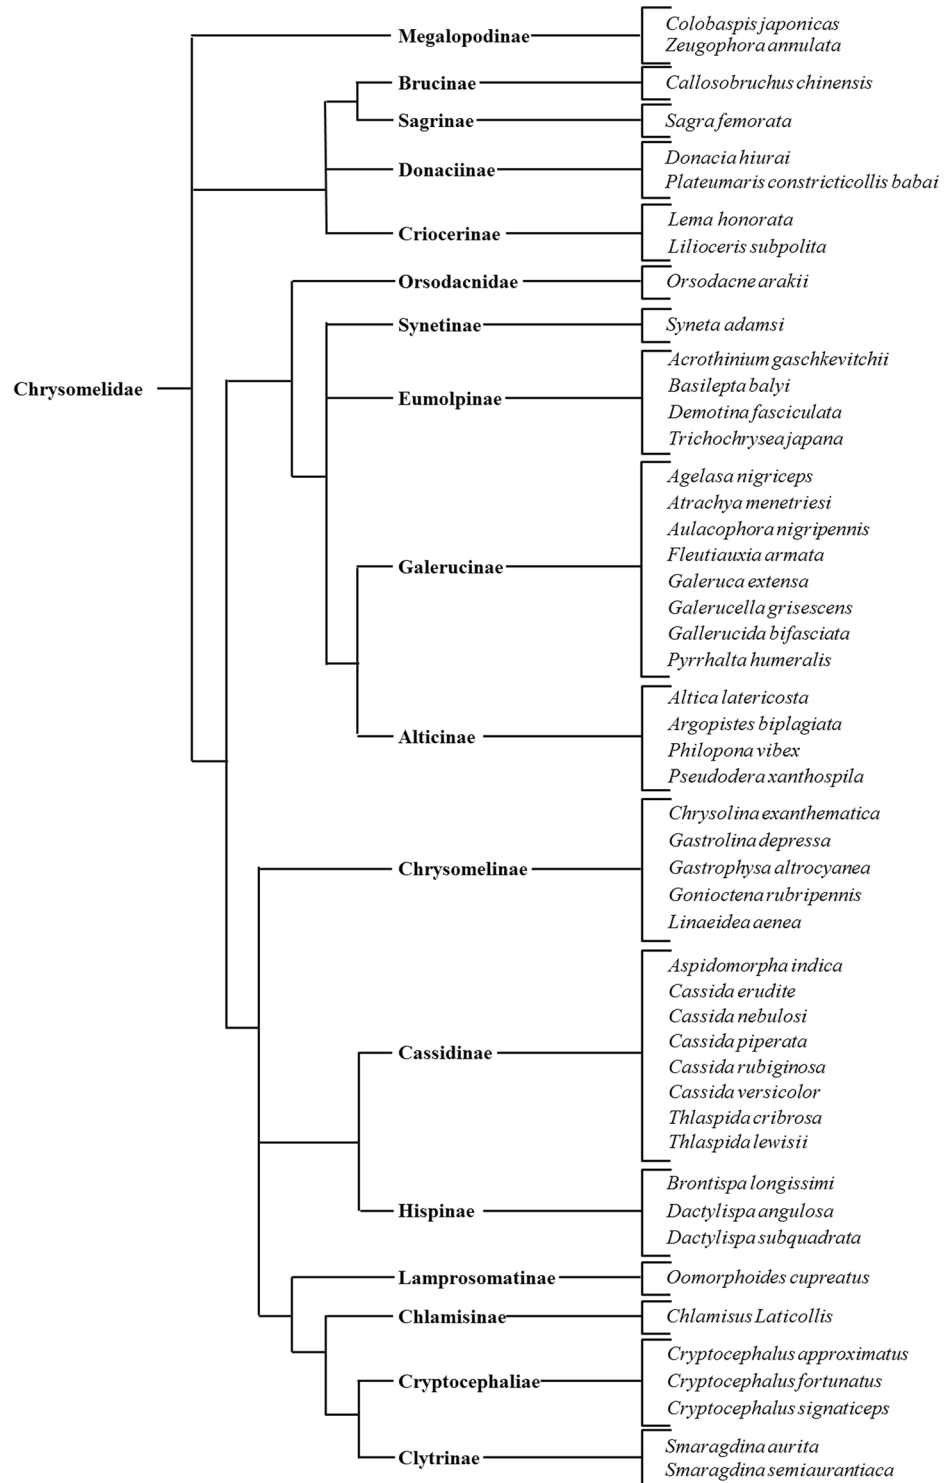 Chrysomelidae
Megalopodinae
Colobaspis japonicas
Zeugophora annulata
Brucinae
Callosobruchus chinensis
Sagrinae
Sagra femorata
Donaciinae
Donacia hiurai
Plateumaris constricticollis babai
Criocerinae
Lema honorata
Lilioceris subpolita
Orsodacnidae
Orsodacne arakii
Synetinae
Syneta adamsi
Eumolpinae
Acrothinium gaschkevitchii
Basilepta balyi
Demotina fasciculata
Trichochrysea japana
Galerucinae
Agelasa nigriceps
Atrachya menetriesi
Aulacophora nigripennis
Fleutiauxia armata
Galeruca extensa
Galerucella grisescens
Gallerucida bifasciata
Pyrrhalta humeralis
Alticinae
Altica latericosta
Argopistes biplagiata
Philopona vibex
Pseudodera xanthospila
Chrysomelinae
Chrysolina exanthematica
Gastrolina depressa
Gastrophysa altrocyanea
Gonioctena rubripennis
Linaeidea aenea
Cassidinae
Aspidomorpha indica
Cassida erudite
Cassida nebulosi
Cassida piperata
Cassida rubiginosa
Cassida versicolor
Thlaspida cribrosa
Thlaspida lewisii
Hispinae
Brontispa longissimi
Dactylispa angulosa
Dactylispa subquadrata
Lamprosomatinae
Oomorphoides cupreatus
Chlamisinae
Chlamisus Laticollis
Cryptocephaliae
Cryptocephalus approximatus
Cryptocephalus fortunatus
Cryptocephalus signaticeps
Clytrinae
Smaragdina aurita
Smaragdina semiaurantiaca